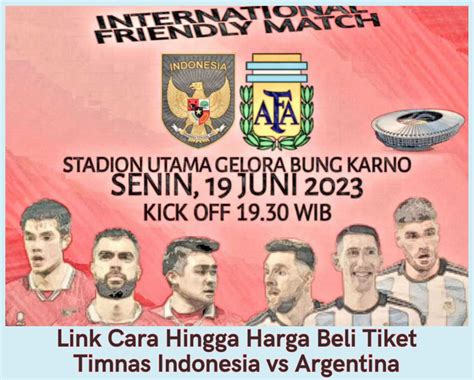 INTERNATIONAL
FRIENDLY MATCH
INDONESIA
AFA
STADION UTAMA GELORA BUNG KARNO
SENIN, 19 JUNI 2023
KICK OFF 19.30 WIB
Link Cara Hingga Harga Beli Tiket
Timnas Indonesia vs Argentina